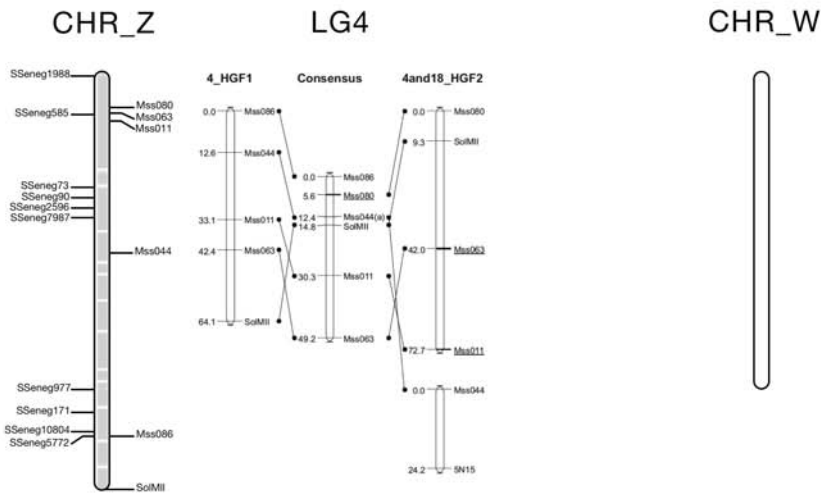 CHR_Z
LG4
CHR_W
SSeneg1988
SSeneg585
SSeneg73
SSeneg90
SSeneg2596
SSeneg7987
SSeneg977
SSeneg171
SSeneg10804
SSeneg5772
Mss080
Mss063
Mss011
Mss044
Mss086
SolMII
4_HGF1
0.0 Mss086
12.6 Mss044
33.1 Mss011
42.4 Mss063
64.1 SolMII
Consensus
0.0 Mss086
5.6 Mss080
12.4 Mss044(a)
14.8 SolMII
30.3 Mss011
49.2 Mss063
4and18_HGF2
0.0 Mss080
9.3 SolMII
42.0 Mss063
72.7 Mss011
0.0 Mss044
24.2 5N15